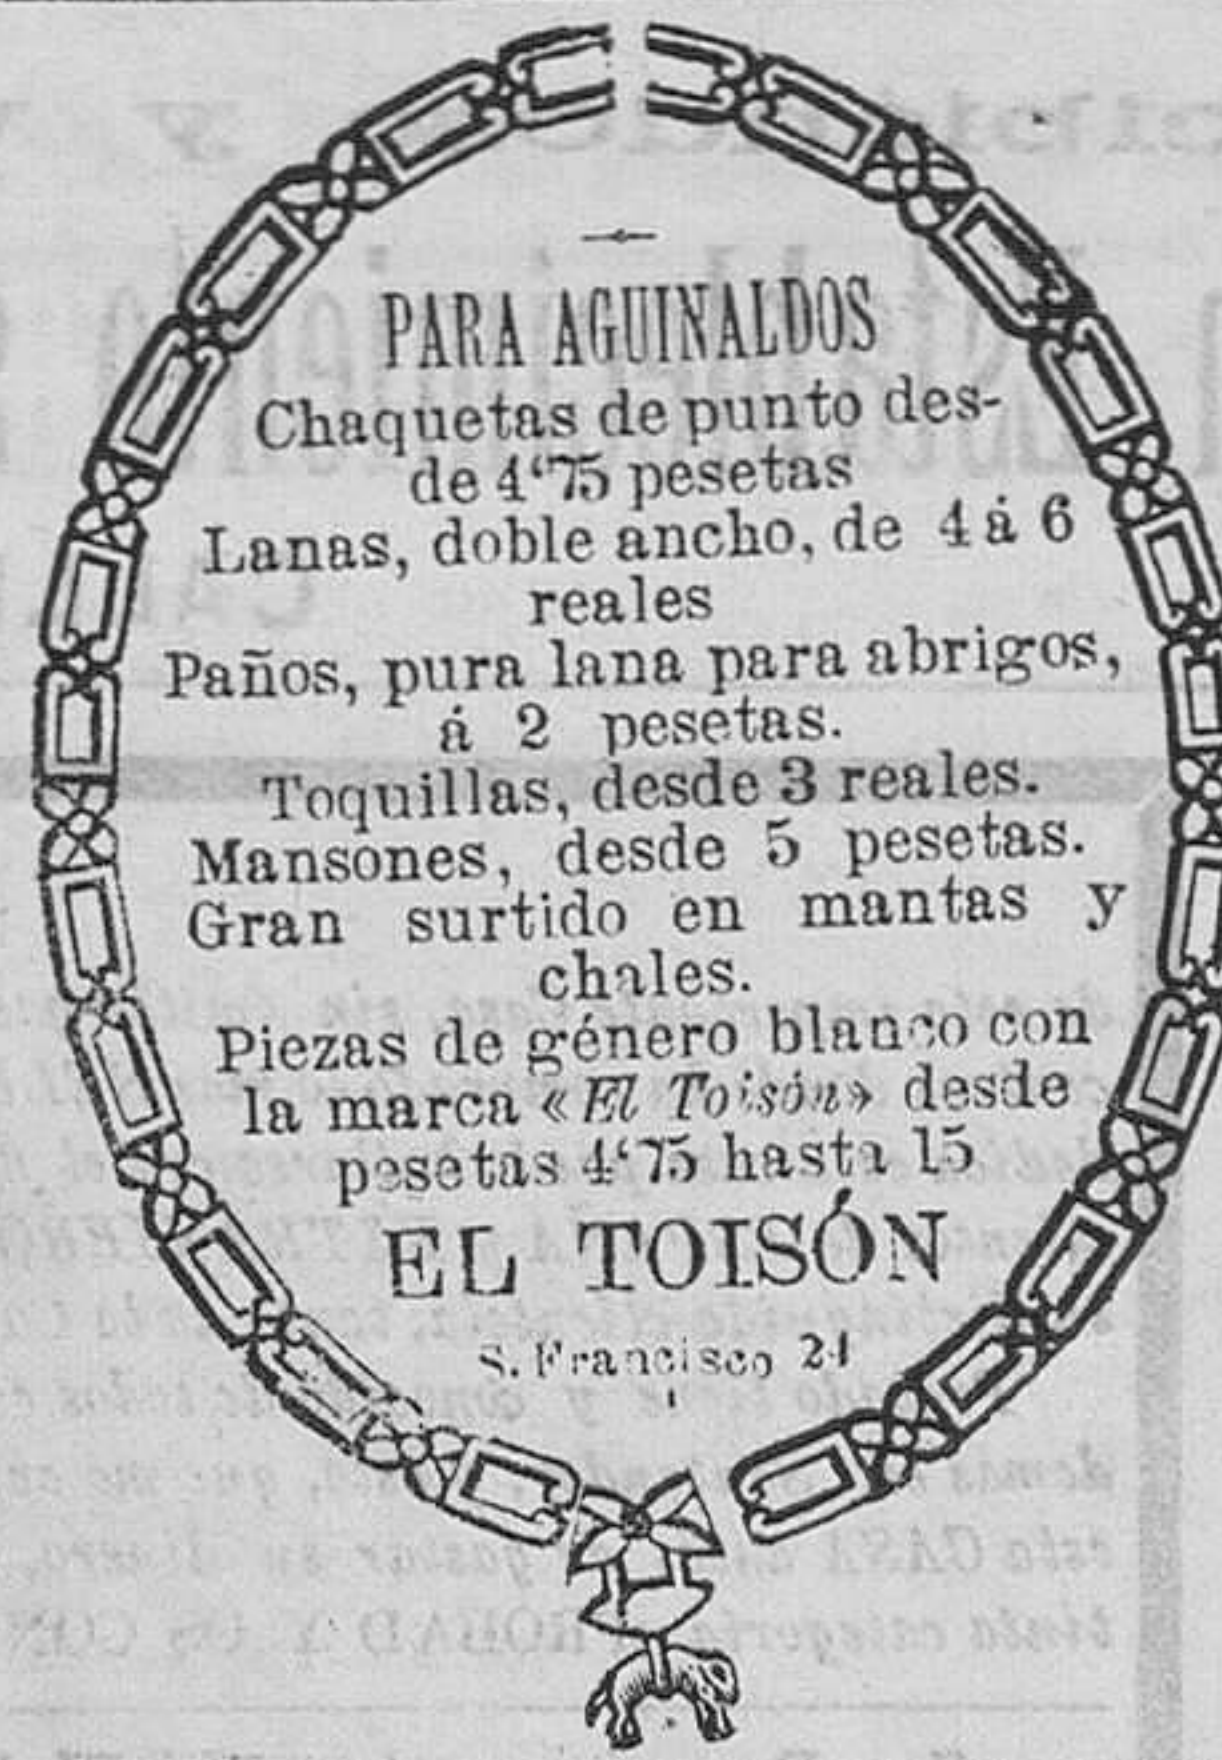 PARA AGUINALDOS
Chaquetas de punto des-
de 4‘75 pesetas
Lanas, doble ancho, de 4 á 6
reales
Paños, pura lana para abrigos,
á 2 pesetas.
Toquillas, desde 3 reales.
Mansones, desde 5 pesetas.
Gran surtido en mantas y
chales.
Piezas de género blanco con
la marca «El Toisón» desde
pesetas 4‘75 hasta 15
EL TOISÓN
S. Francisco 24